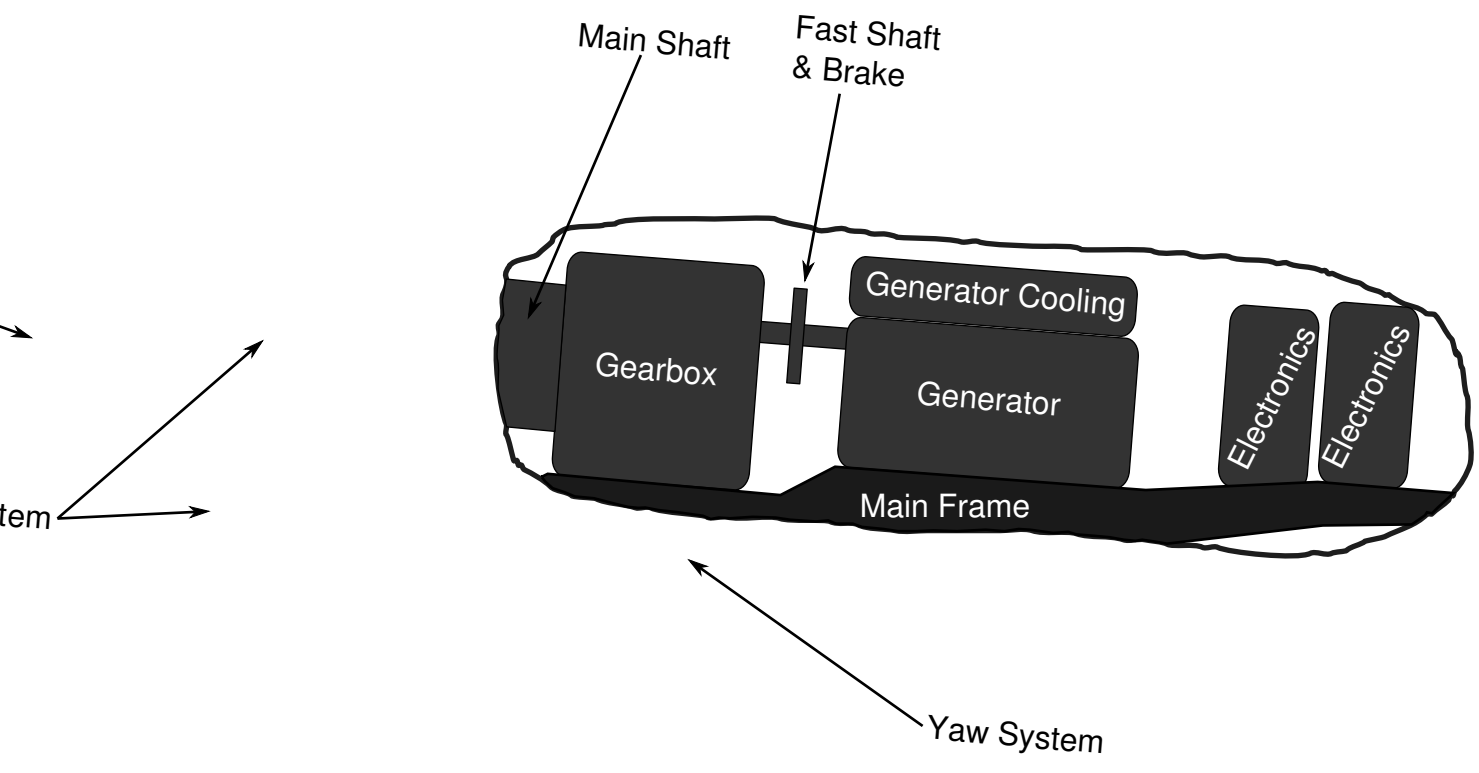 Main Shaft
Fast Shaft
& Brake
Generator Cooling
Gearbox
Generator
Electronics
Electronics
Main Frame
tem
Yaw System